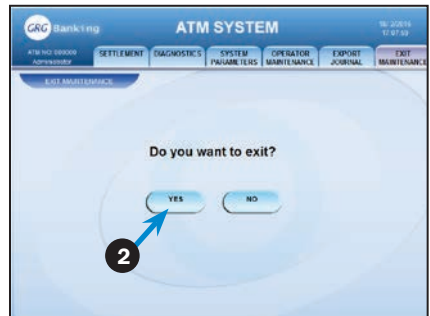 GRG Banking
ATM SYSTEM
ATM NO
Administrator
SETTLEMENT
DIAGNOSTICS
SYSTEM
PARAMETERS
OPERATOR
MAINTENANCE
EXPORT
JOURNAL
EXIT
MAINTENANCE
EXIT MAINTENANCE
Do you want to exit?
YES
NO
2